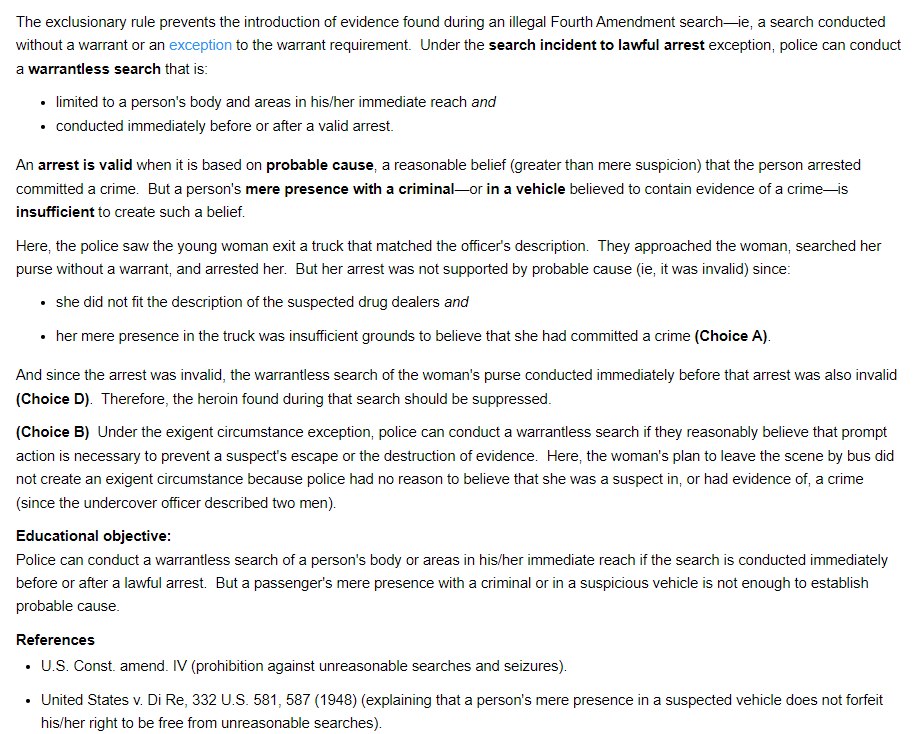 The exclusionary rule prevents the introduction of evidence found during an illegal Fourth Amendment search—ie, a search conducted
without a warrant or an exception to the warrant requirement.  Under the search incident to lawful arrest exception, police can conduct
a warrantless search that is:
• limited to a person's body and areas in his/her immediate reach and
• conducted immediately before or after a valid arrest.
An arrest is valid when it is based on probable cause, a reasonable belief (greater than mere suspicion) that the person arrested
committed a crime.  But a person's mere presence with a criminal—or in a vehicle believed to contain evidence of a crime—is
insufficient to create such a belief.
Here, the police saw the young woman exit a truck that matched the officer's description.  They approached the woman, searched her
purse without a warrant, and arrested her.  But her arrest was not supported by probable cause (ie, it was invalid) since:
• she did not fit the description of the suspected drug dealers and
• her mere presence in the truck was insufficient grounds to believe that she had committed a crime (Choice A).
And since the arrest was invalid, the warrantless search of the woman's purse conducted immediately before that arrest was also invalid
(Choice D).  Therefore, the heroin found during that search should be suppressed.
(Choice B)  Under the exigent circumstance exception, police can conduct a warrantless search if they reasonably believe that prompt
action is necessary to prevent a suspect's escape or the destruction of evidence.  Here, the woman's plan to leave the scene by bus did
not create an exigent circumstance because police had no reason to believe that she was a suspect in, or had evidence of, a crime
(since the undercover officer described two men).
Educational objective:
Police can conduct a warrantless search of a person's body or areas in his/her immediate reach if the search is conducted immediately
before or after a lawful arrest.  But a passenger's mere presence with a criminal or in a suspicious vehicle is not enough to establish
probable cause.
References
• U.S. Const. amend. IV (prohibition against unreasonable searches and seizures).
• United States v. Di Re, 332 U.S. 581, 587 (1948) (explaining that a person's mere presence in a suspected vehicle does not forfeit
his/her right to be free from unreasonable searches).